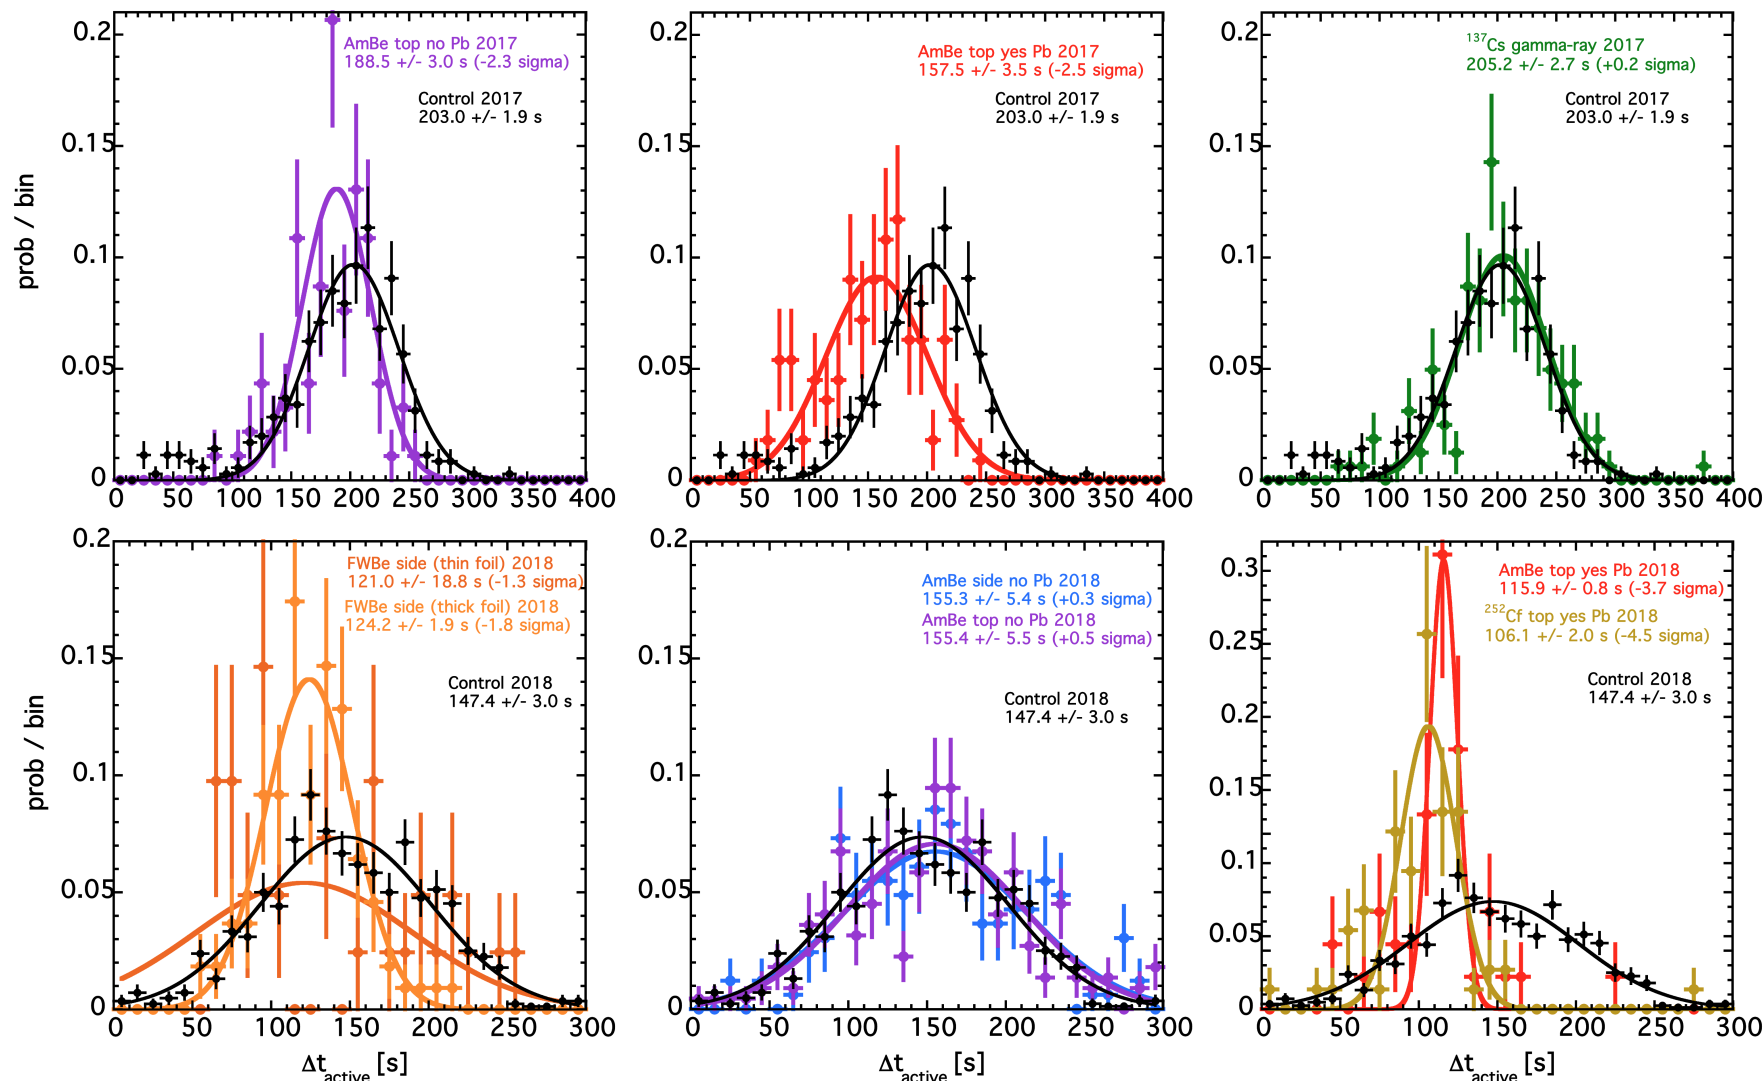 0.2
0.15
0.1
0.05
0
prob / bin
AmBe top no Pb 2017
188.5 +/- 3.0 s (-2.3 sigma)
Control 2017
203.0 +/- 1.9 s
0 50 100 150 200 250 300 350 400
0.2
0.15
0.1
0.05
0
AmBe top yes Pb 2017
157.5 +/- 3.5 s (-2.5 sigma)
Control 2017
203.0 +/- 1.9 s
0 50 100 150 200 250 300 350 400
0.2
0.15
0.1
0.05
0
¹³⁷Cs gamma-ray 2017
205.2 +/- 2.7 s (+0.2 sigma)
Control 2017
203.0 +/- 1.9 s
0 50 100 150 200 250 300 350 400
0.2
0.15
0.1
0.05
0
prob / bin
FWBe side (thin foil) 2018
121.0 +/- 18.8 s (-1.3 sigma)
FWBe side (thick foil) 2018
124.2 +/- 1.9 s (-1.8 sigma)
Control 2018
147.4 +/- 3.0 s
0 50 100 150 200 250 300
Δt_active [s]
0.2
0.15
0.1
0.05
0
AmBe side no Pb 2018
155.3 +/- 5.4 s (+0.3 sigma)
AmBe top no Pb 2018
155.4 +/- 5.5 s (+0.5 sigma)
Control 2018
147.4 +/- 3.0 s
0 50 100 150 200 250 300
Δt_active [s]
0.3
0.25
0.2
0.15
0.1
0.05
0
AmBe top yes Pb 2018
115.9 +/- 0.8 s (-3.7 sigma)
²⁵²Cf top yes Pb 2018
106.1 +/- 2.0 s (-4.5 sigma)
Control 2018
147.4 +/- 3.0 s
0 50 100 150 200 250 300
Δt_active [s]